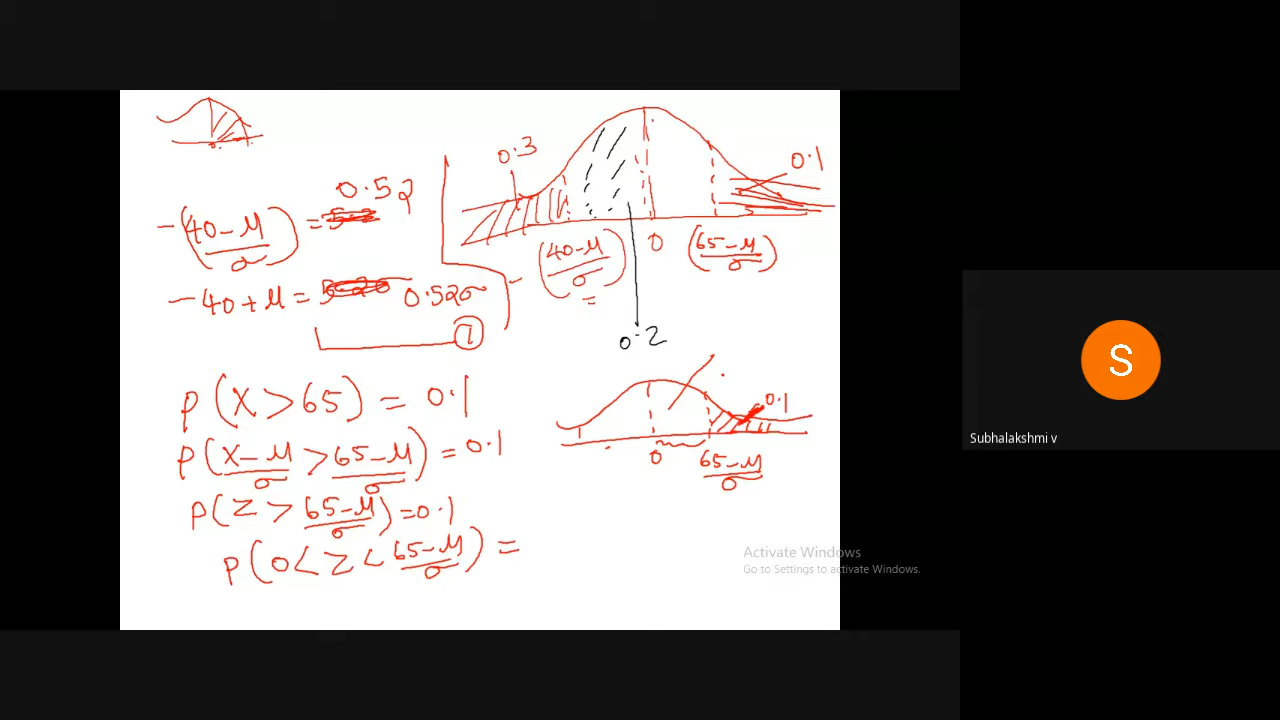 0.52
-(40-μ/σ) = 
-40+μ = 0.52σ
①
P(X>65) = 0.1
P(X-μ/σ > 65-μ/σ) = 0.1
P(Z > 65-μ/σ) = 0.1
P(0<Z< 65-μ/σ) =
0.3
0.1
-(40-μ/σ)
0
(65-μ/σ)
0.2
0.1
0
65-μ/σ
S
Subhalakshmi v
Activate Windows
Go to Settings to activate Windows.